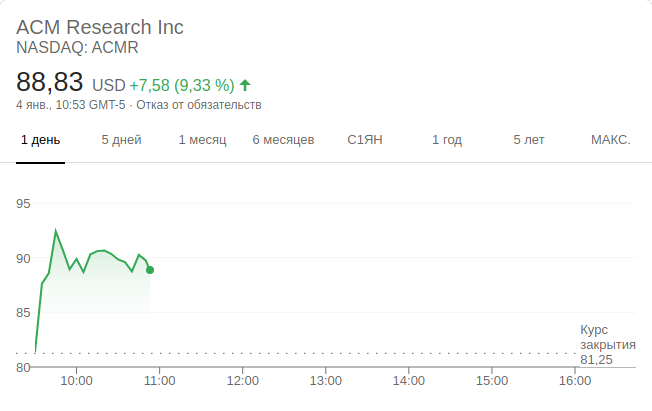 ACM Research Inc
NASDAQ: ACMR
88,83 USD +7,58 (9,33 %)
4 янв., 10:53 GMT-5 · Отказ от обязательств
1 день 5 дней 1 месяц 6 месяцев С1ЯН 1 год 5 лет МАКС.
95
90
85
Курс
закрытия
81,25
80
10:00 11:00 12:00 13:00 14:00 15:00 16:00